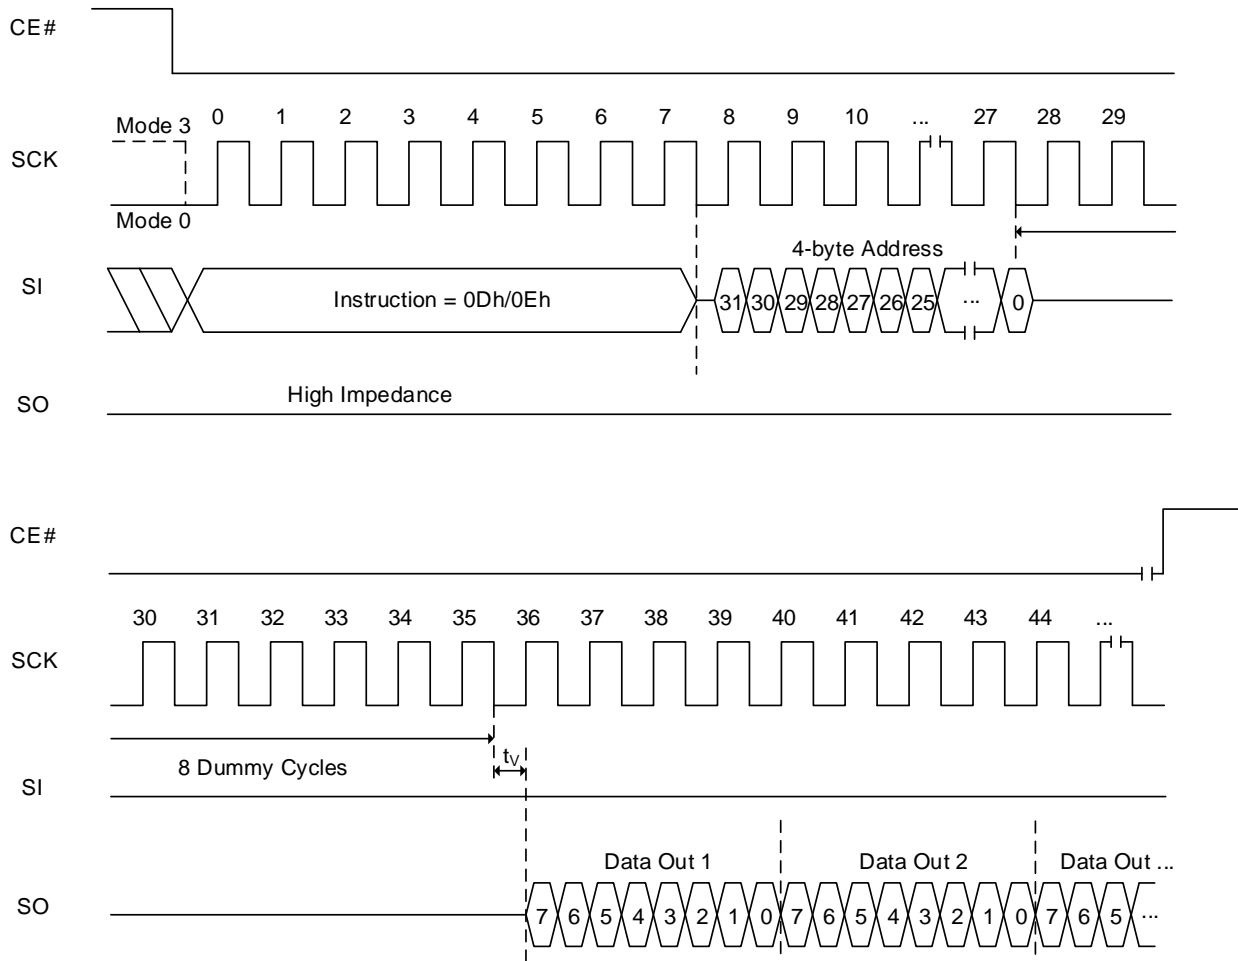 CE#
0 1 2 3 4 5 6 7 8 9 10 ... 27 28 29
Mode 3
SCK
Mode 0
4-byte Address
SI
Instruction = 0Dh/0Eh
31 30 29 28 27 26 25 ... 0
High Impedance
SO
CE#
30 31 32 33 34 35 36 37 38 39 40 41 42 43 44 ...
SCK
tV
8 Dummy Cycles
SI
Data Out 1 Data Out 2 Data Out ...
SO
7 6 5 4 3 2 1 0 7 6 5 4 3 2 1 0 7 6 5 ...